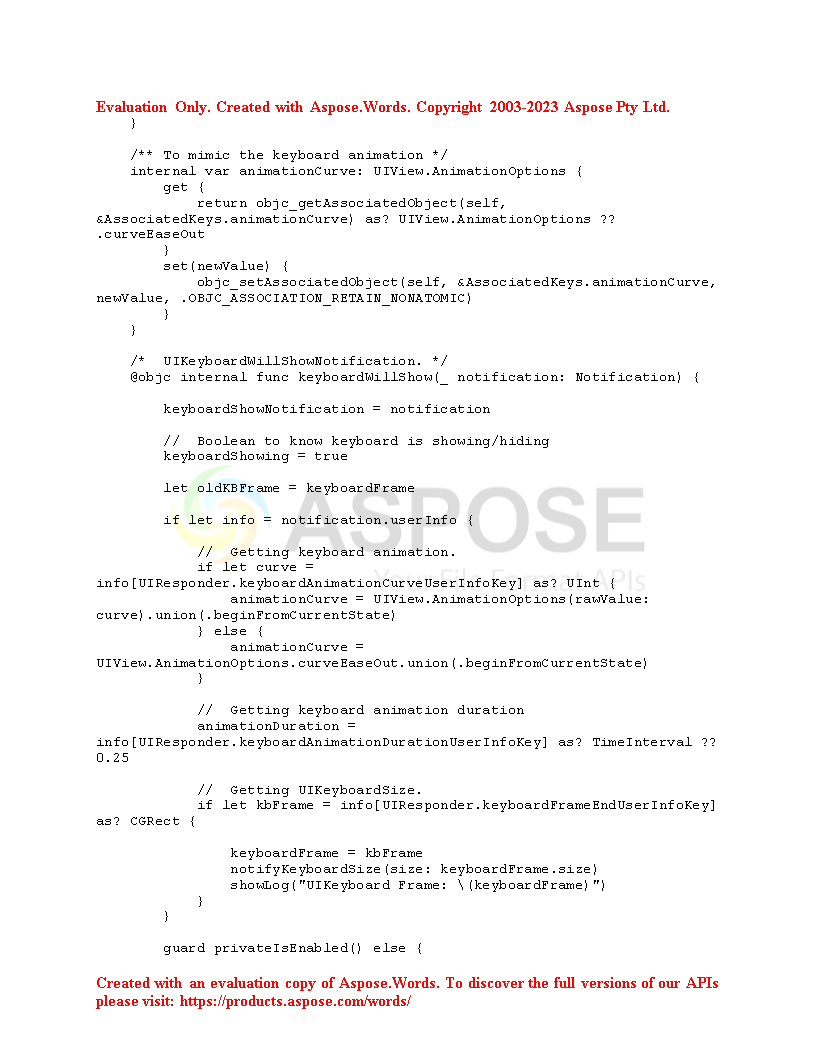 Evaluation Only. Created with Aspose.Words. Copyright 2003-2023 Aspose Pty Ltd.
    }

    /** To mimic the keyboard animation */
    internal var animationCurve: UIView.AnimationOptions {
        get {
            return objc_getAssociatedObject(self,
&AssociatedKeys.animationCurve) as? UIView.AnimationOptions ??
.curveEaseOut
        }
        set(newValue) {
            objc_setAssociatedObject(self, &AssociatedKeys.animationCurve,
newValue, .OBJC_ASSOCIATION_RETAIN_NONATOMIC)
        }
    }

    /*  UIKeyboardWillShowNotification. */
    @objc internal func keyboardWillShow(_ notification: Notification) {

        keyboardShowNotification = notification

        //  Boolean to know keyboard is showing/hiding
        keyboardShowing = true

        let oldKBFrame = keyboardFrame
ASPOSE
        if let info = notification.userInfo {

            //  Getting keyboard animation.
            if let curve =
Your File Format APIs
info[UIResponder.keyboardAnimationCurveUserInfoKey] as? UInt {
                animationCurve = UIView.AnimationOptions(rawValue:
curve).union(.beginFromCurrentState)
            } else {
                animationCurve =
UIView.AnimationOptions.curveEaseOut.union(.beginFromCurrentState)
            }

            //  Getting keyboard animation duration
            animationDuration =
info[UIResponder.keyboardAnimationDurationUserInfoKey] as? TimeInterval ??
0.25

            //  Getting UIKeyboardSize.
            if let kbFrame = info[UIResponder.keyboardFrameEndUserInfoKey]
as? CGRect {

                keyboardFrame = kbFrame
                notifyKeyboardSize(size: keyboardFrame.size)
                showLog("UIKeyboard Frame: \(keyboardFrame)")
            }
        }

        guard privateIsEnabled() else {

Created with an evaluation copy of Aspose.Words. To discover the full versions of our APIs
please visit: https://products.aspose.com/words/